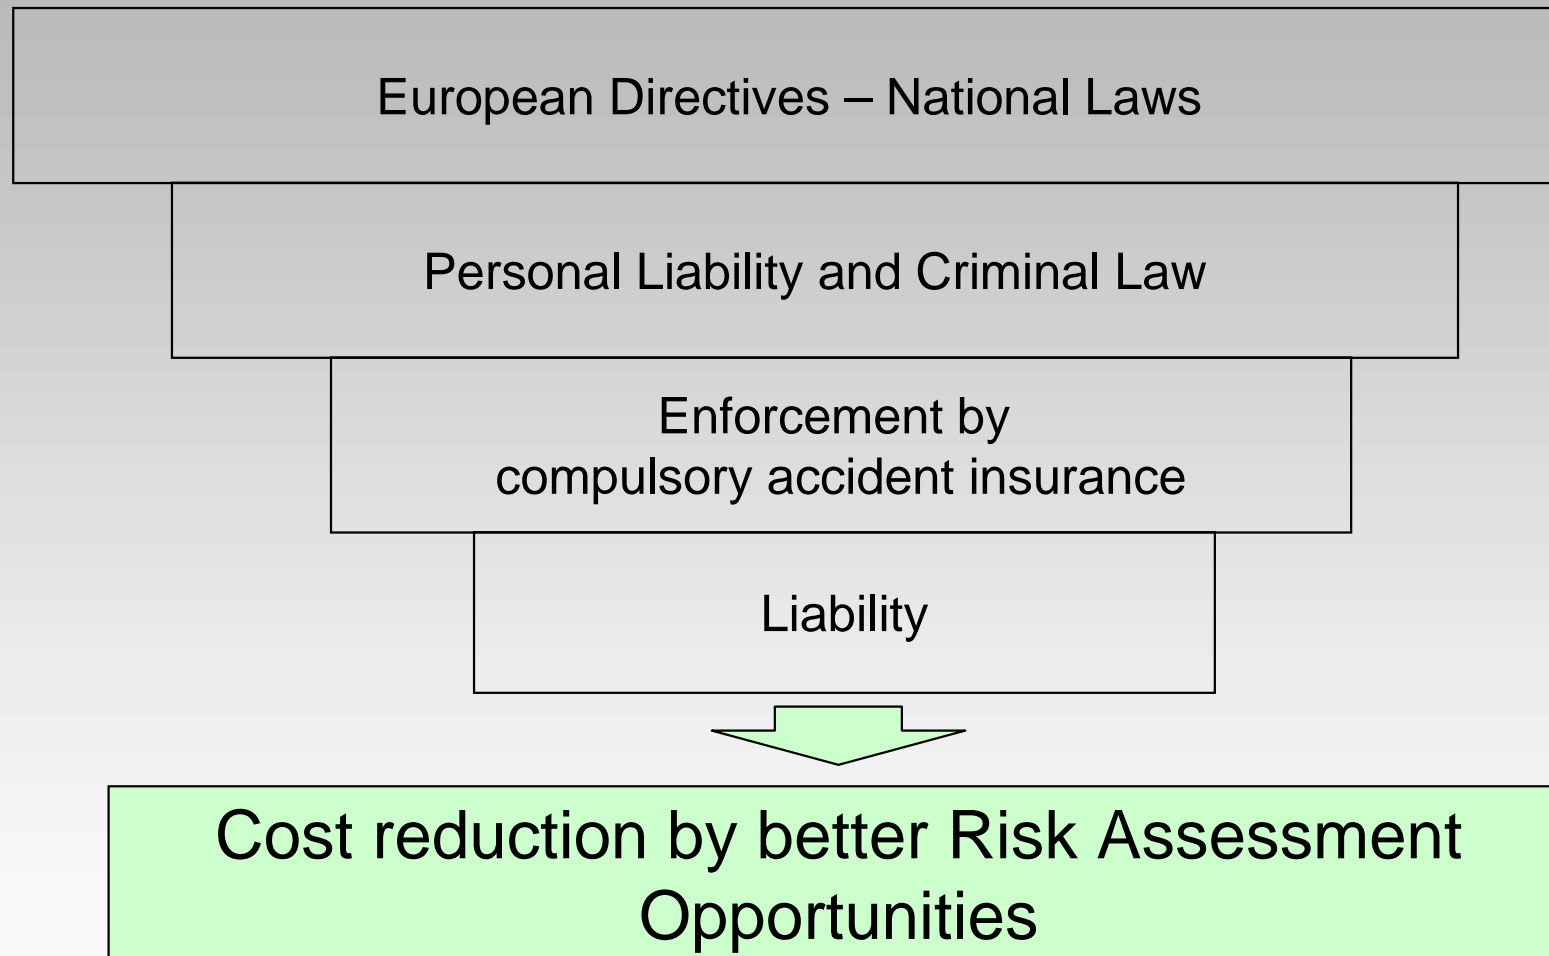 European Directives – National Laws
Personal Liability and Criminal Law
Enforcement by
compulsory accident insurance
Liability
Cost reduction by better Risk Assessment
Opportunities